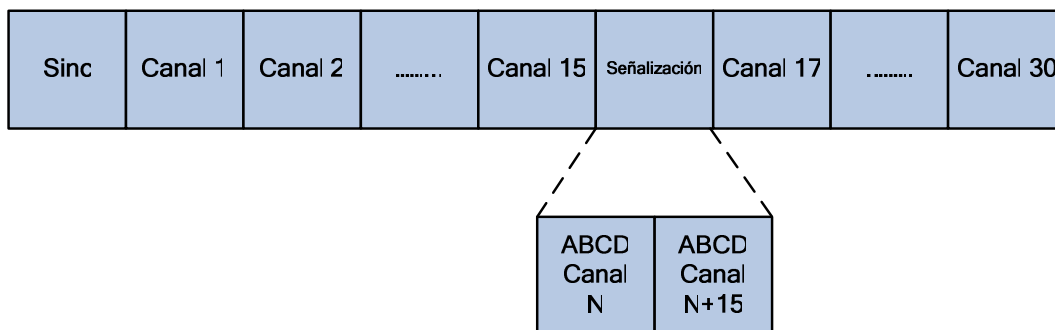 Sinc Canal 1 Canal 2 ......... Canal 15 Señalización Canal 17 ......... Canal 30
ABCD
Canal
N
ABCD
Canal
N+15